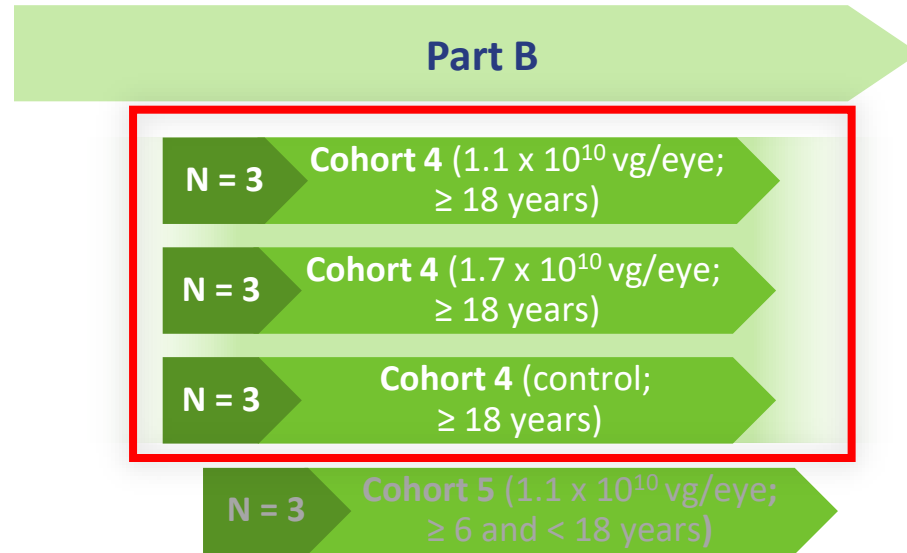 Part B
N = 3
Cohort 4 (1.1 x 10¹⁰ vg/eye;
≥ 18 years)
N = 3
Cohort 4 (1.7 x 10¹⁰ vg/eye;
≥ 18 years)
N = 3
Cohort 4 (control;
≥ 18 years)
N = 3
Cohort 5 (1.1 x 10¹⁰ vg/eye;
≥ 6 and < 18 years)